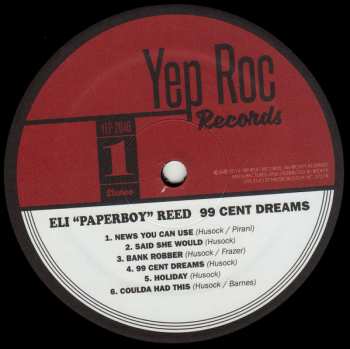 Yep Roc
Records
YEP 2646
1
Stereo
ELI "PAPERBOY" REED 99 CENT DREAMS
1. NEWS YOU CAN USE (Husock / Pirani)
2. SAID SHE WOULD (Husock)
3. BANK ROBBER (Husock / Frazer)
4. 99 CENT DREAMS (Husock)
5. HOLIDAY (Husock)
6. COULDA HAD THIS (Husock / Barnes)